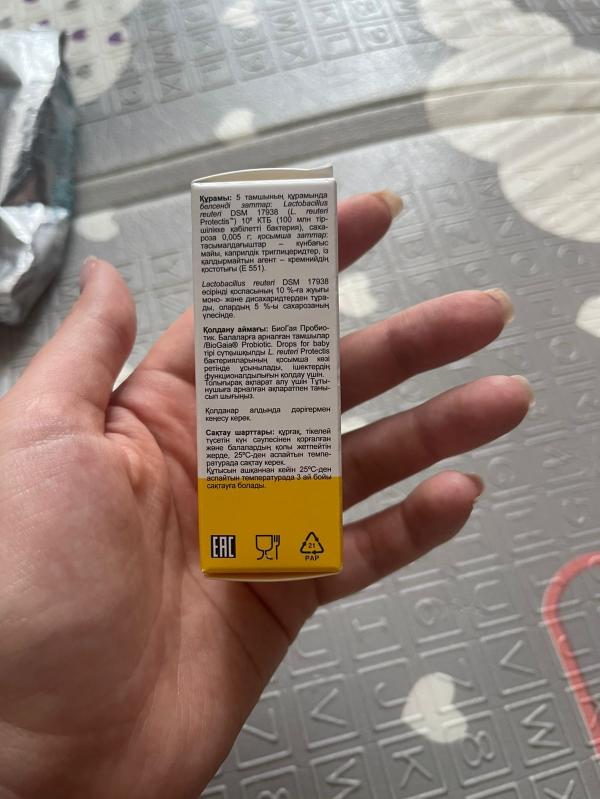 Құрамы: 5 тамшының құрамында
белсенді заттар: Lactobacillus
reuteri DSM 17938 (L. reuteri
Protectis™) 10⁸ КТБ (100 млн тір-
шілікке қабілетті бактерия), саха-
роза 0,005 г; қосымша заттар:
тасымалдағыштар – күнбағыс
майы, каприлдік триглицеридтер, іс
қалдырмайтын агент – кремнийдің
қостотығы (Е 551).
Lactobacillus reuteri DSM 17938
өсірінді қоспасының 10 %-ға жуығы
моно- және дисахаридтерден тұра-
ды, олардың 5 %-ы сахарозаның
үлесінде.
Қолдану аймағы: БиоГая Пробио-
тик. Балаларға арналған тамшылар
/BioGaia® Probiotic. Drops for baby
тірі сүтқышқылды L. reuteri Protectis
бактерияларының қосымша көзі
ретінде ұсынылады, ішектердің
функционалдылығын қолдау үшін.
Толығырақ ақпарат алу үшін Тұты-
нушыға арналған ақпаратпен таны-
сып шығыңыз.
Қолданар алдында дәрігермен
кеңесу керек.
Сақтау шарттары: құрғақ, тікелей
түсетін күн сәулесінен қорғалған
және балалардың қолы жетпейтін
жерде, 25°С-ден аспайтын темпе-
ратурада сақтау керек.
Құтысын ашқаннан кейін 25°С-ден
аспайтын температурада 3 ай бойы
сақтауға болады.
EAC
21
PAP